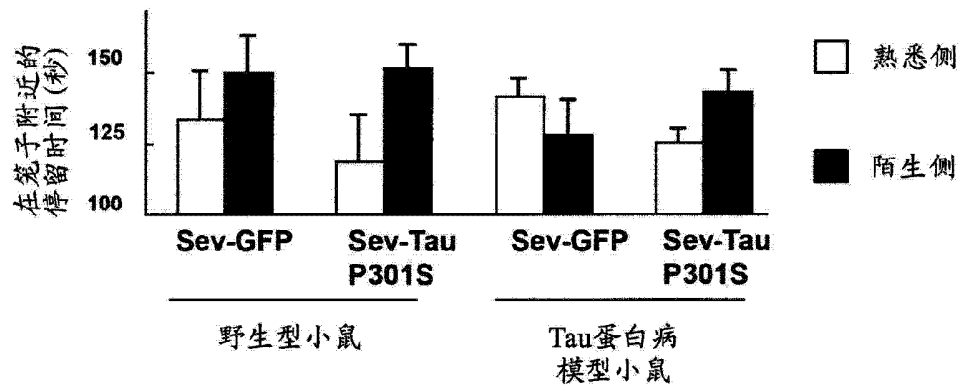 在笼子附近的
停留时间(秒)
150
125
100
Sev-GFP
Sev-Tau
P301S
Sev-GFP
Sev-Tau
P301S
野生型小鼠
Tau蛋白病
模型小鼠
熟悉侧
陌生侧